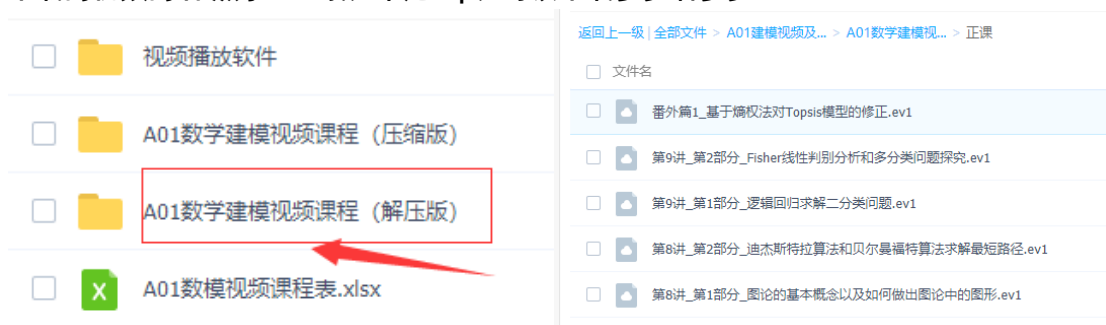 视频播放软件
A01数学建模视频课程（压缩版）
A01数学建模视频课程（解压版）
A01数模视频课程表.xlsx
返回上一级 | 全部文件 > A01建模视频及... > A01数学建模视... > 正课
文件名
番外篇1_基于熵权法对Topsis模型的修正.ev1
第9讲_第2部分_Fisher线性判别分析和多分类问题探究.ev1
第9讲_第1部分_逻辑回归求解二分类问题.ev1
第8讲_第2部分_迪杰斯特拉算法和贝尔曼福特算法求解最短路径.ev1
第8讲_第1部分_图论的基本概念以及如何做出图论中的图形.ev1